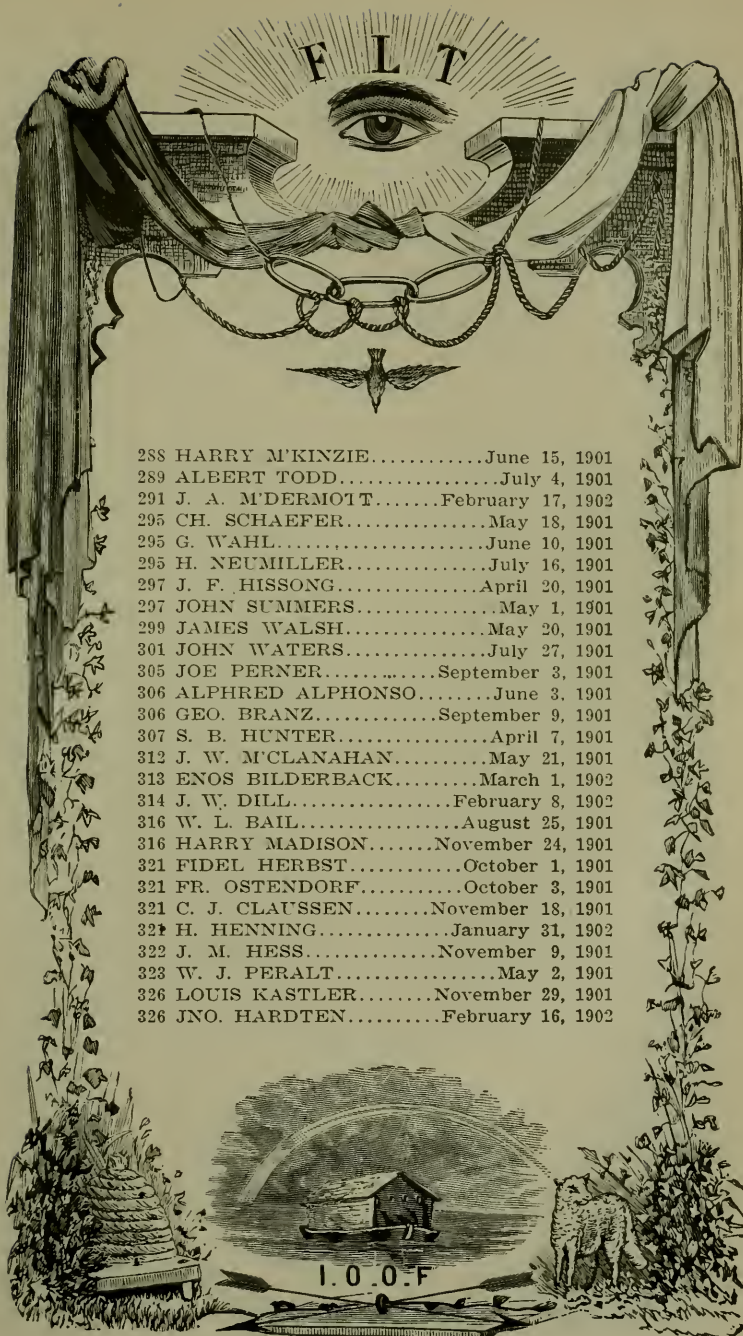 F L T
288 HARRY M'KINZIE............June 15, 1901
289 ALBERT TODD...............July 4, 1901
291 J. A. M'DERMOTT.......February 17, 1902
295 CH. SCHAEFER..............May 18, 1901
295 G. WAHL.....................June 10, 1901
295 H. NEUMILLER..............July 16, 1901
297 J. F. HISSONG.............April 20, 1901
297 JOHN SUMMERS..............May 1, 1901
299 JAMES WALSH...............May 20, 1901
301 JOHN WATERS...............July 27, 1901
305 JOE PERNER............September 3, 1901
306 ALPHRED ALPHONSO........June 3, 1901
306 GEO. BRANZ............September 9, 1901
307 S. B. HUNTER...............April 7, 1901
312 J. W. M'CLANAHAN..........May 21, 1901
313 ENOS BILDERBACK.........March 1, 1902
314 J. W. DILL................February 8, 1902
316 W. L. BAIL................August 25, 1901
316 HARRY MADISON.......November 24, 1901
321 FIDEL HERBST...........October 1, 1901
321 FR. OSTENDORF..........October 3, 1901
321 C. J. CLAUSSEN........November 18, 1901
321 H. HENNING............January 31, 1902
322 J. M. HESS..............November 9, 1901
323 W. J. PERALT...............May 2, 1901
326 LOUIS KASTLER........November 29, 1901
326 JNO. HARDTEN..........February 16, 1902
I.O.O.F